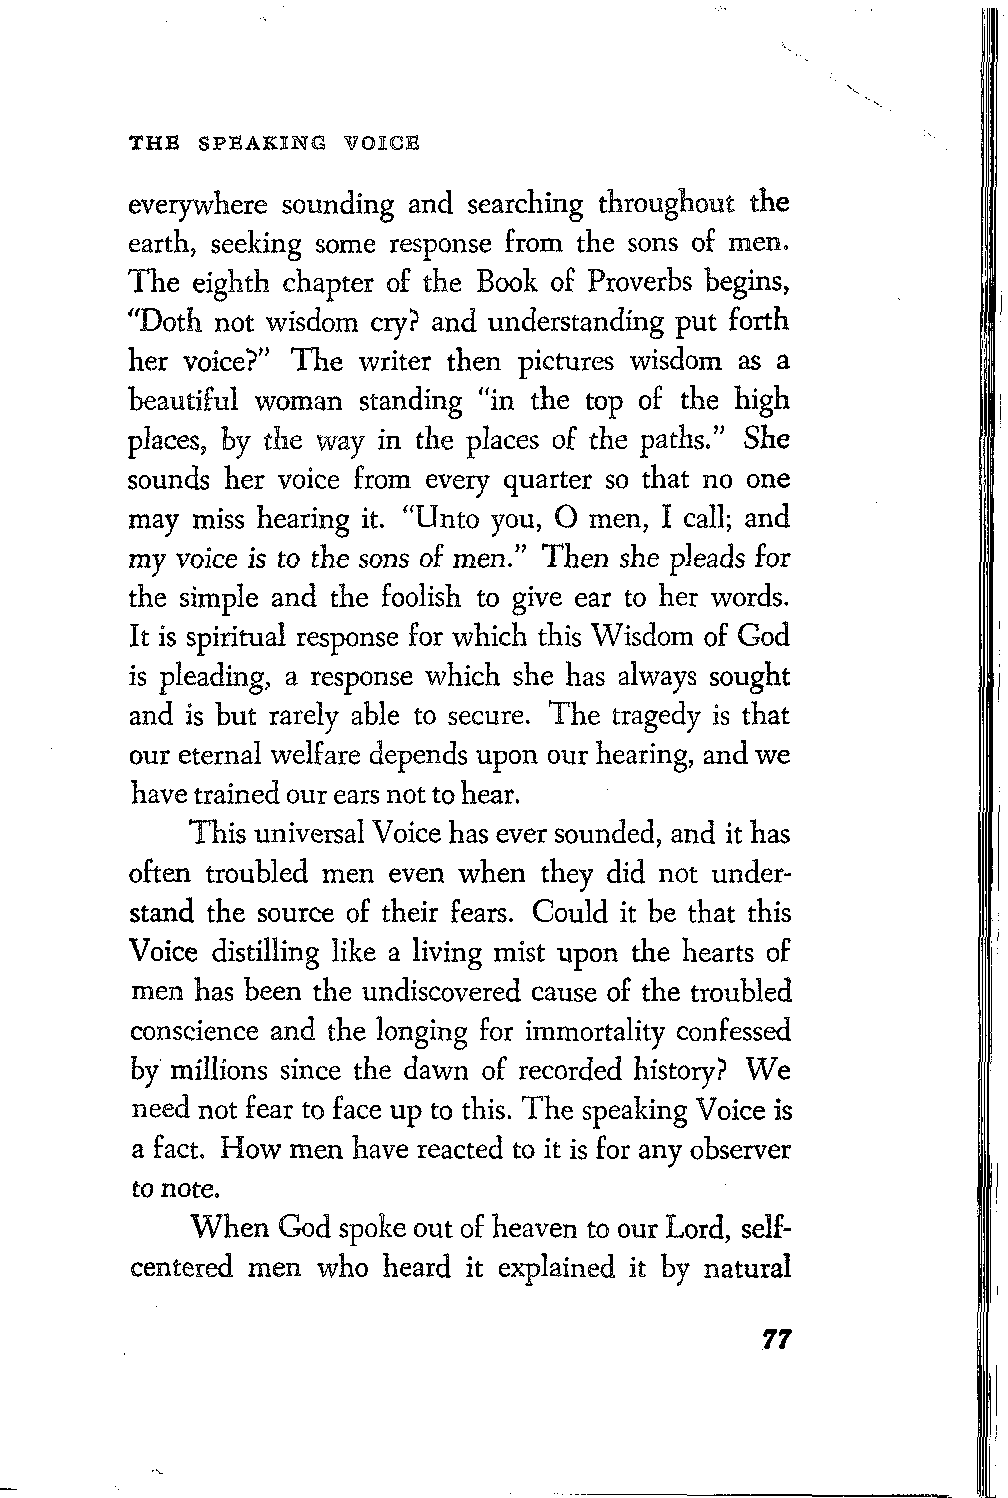 THE SPEAKING VOICE
everywhere sounding and searching throughout the
earth, seeking some response from the sons of men.
The eighth chapter of the Book of Proverbs begins,
"Doth not wisdom cry? and understanding put forth
her voice?" The writer then pictures wisdom as a
beautiful woman standing "in the top of the high
places, by the way in the places of the paths." She
sounds her voice from every quarter so that no one
may miss hearing it. "Unto you, O men, I call; and
my voice is to the sons of men." Then she pleads for
the simple and the foolish to give ear to her words.
It is spiritual response for which this Wisdom of God
is pleading, a response which she has always sought
and is but rarely able to secure. The tragedy is that
our eternal welfare depends upon our hearing, and we
have trained our ears not to hear.
This universal Voice has ever sounded, and it has
often troubled men even when they did not under-
stand the source of their fears. Could it be that this
Voice distilling like a living mist upon the hearts of
men has been the undiscovered cause of the troubled
conscience and the longing for immortality confessed
by millions since the dawn of recorded history? We
need not fear to face up to this. The speaking Voice is
a fact. How men have reacted to it is for any observer
to note.
When God spoke out of heaven to our Lord, self-
centered men who heard it explained it by natural
77